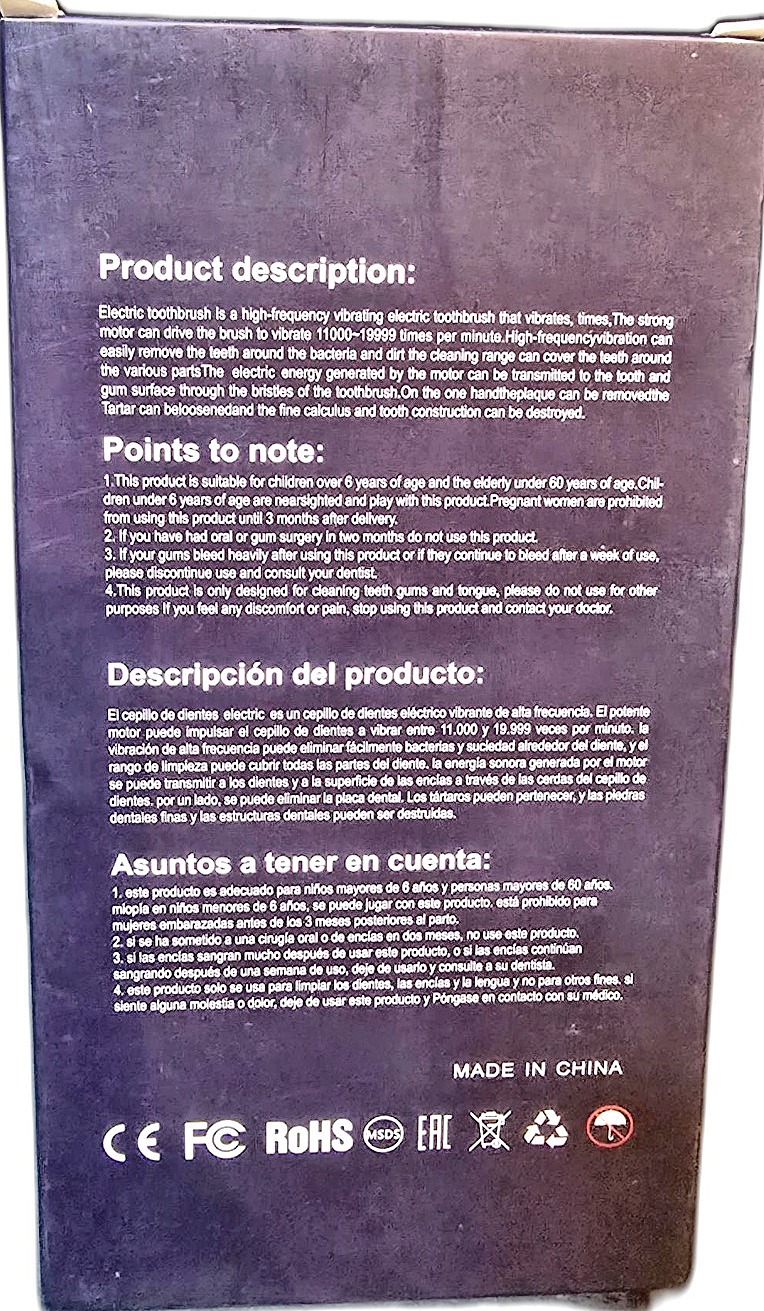 Product description:
Electric toothbrush is a high-frequency vibrating electric toothbrush that vibrates, times,The strong
motor can drive the brush to vibrate 11000~19999 times per minute.High-frequencyvibration can
easily remove the teeth around the bacteria and dirt the cleaning range can cover the teeth around
the various partsThe electric energy generated by the motor can be transmitted to the tooth and
gum surface through the bristles of the toothbrush.On the one handtheplaque can be removedthe
Tartar can beloosenedand the fine calculus and tooth construction can be destroyed.
Points to note:
1.This product is suitable for children over 6 years of age and the elderly under 60 years of age.Chil-
dren under 6 years of age are nearsighted and play with this product.Pregnant women are prohibited
from using this product until 3 months after delivery.
2. If you have had oral or gum surgery in two months do not use this product.
3. If your gums bleed heavily after using this product or if they continue to bleed after a week of use,
please discontinue use and consult your dentist.
4.This product is only designed for cleaning teeth gums and tongue, please do not use for other
purposes If you feel any discomfort or pain, stop using this product and contact your doctor.
Descripción del producto:
El cepillo de dientes electric es un cepillo de dientes eléctrico vibrante de alta frecuencia. El potente
motor puede impulsar el cepillo de dientes a vibrar entre 11.000 y 19.999 veces por minuto. la
vibración de alta frecuencia puede eliminar fácilmente bacterias y suciedad alrededor del diente, y el
rango de limpieza puede cubrir todas las partes del diente. la energía sonora generada por el motor
se puede transmitir a los dientes y a la superficie de las encías a través de las cerdas del cepillo de
dientes. por un lado, se puede eliminar la placa dental. Los tártaros pueden pertenecer, y las piedras
dentales finas y las estructuras dentales pueden ser destruidas.
Asuntos a tener en cuenta:
1. este producto es adecuado para niños mayores de 6 años y personas mayores de 60 años.
miopía en niños menores de 6 años, se puede jugar con este producto, está prohibido para
mujeres embarazadas antes de los 3 meses posteriores al parto.
2. si se ha sometido a una cirugía oral o de encías en dos meses, no use este producto.
3. si las encías sangran mucho después de usar este producto, o si las encías continúan
sangrando después de una semana de uso, deje de usarlo y consulte a su dentista.
4. este producto solo se usa para limpiar los dientes, las encías y la lengua y no para otros fines. si
siente alguna molestia o dolor, deje de usar este producto y Póngase en contacto con su médico.
MADE IN CHINA
CE FC RoHS MSDS EAC